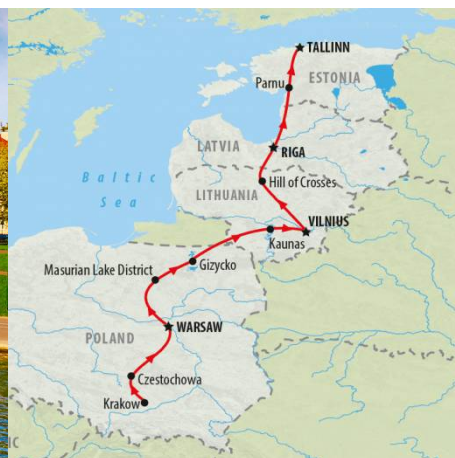 TALLINN
Parnu
ESTONIA
LATVIA
RIGA
Baltic
Sea
Hill of Crosses
LITHUANIA
VILNIUS
Kaunas
Masurian Lake District
Gizycko
POLAND
WARSAW
Czestochowa
Krakow
IC